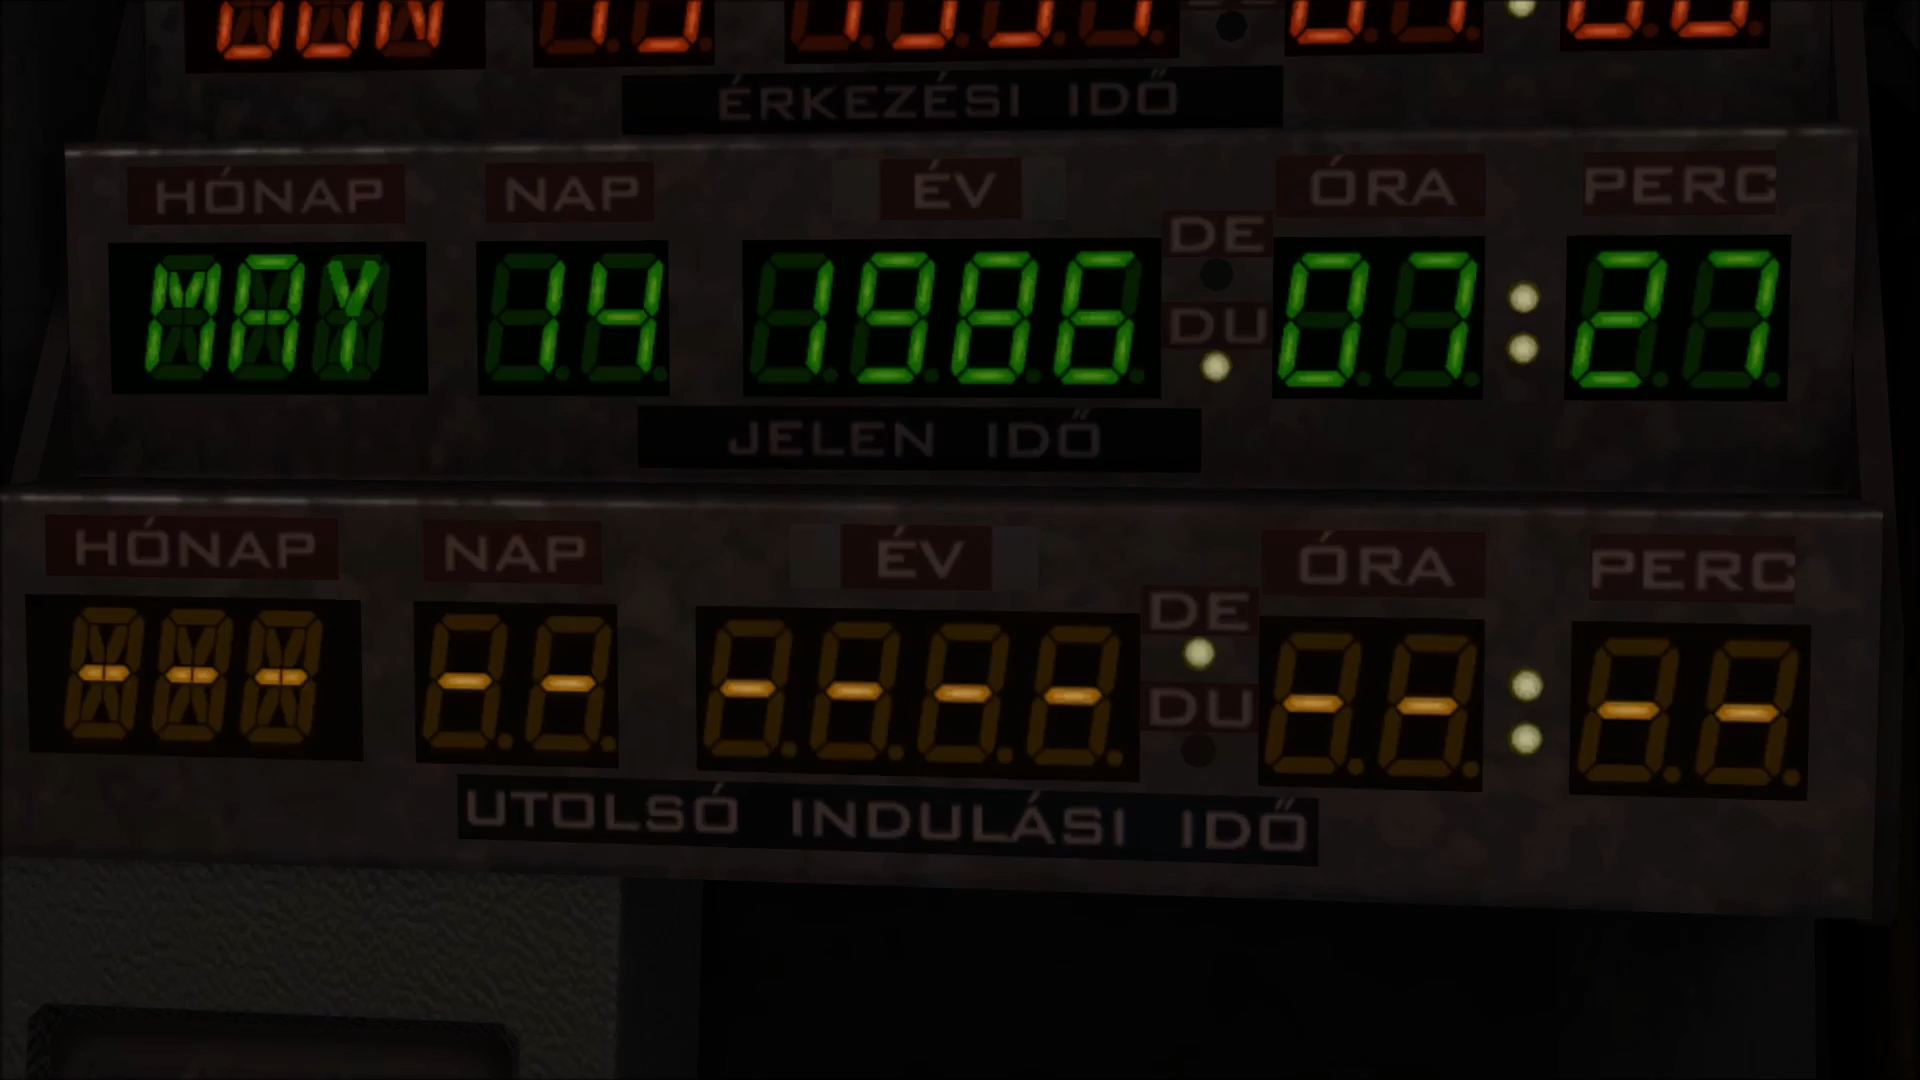 ÉRKEZÉSI IDŐ
HÓNAP NAP ÉV ÓRA PERC
DE
MAY 14 1986 DU 07:27
JELEN IDŐ
HÓNAP NAP ÉV ÓRA PERC
DE
--- -- ---- DU --:--
UTOLSÓ INDULÁSI IDŐ